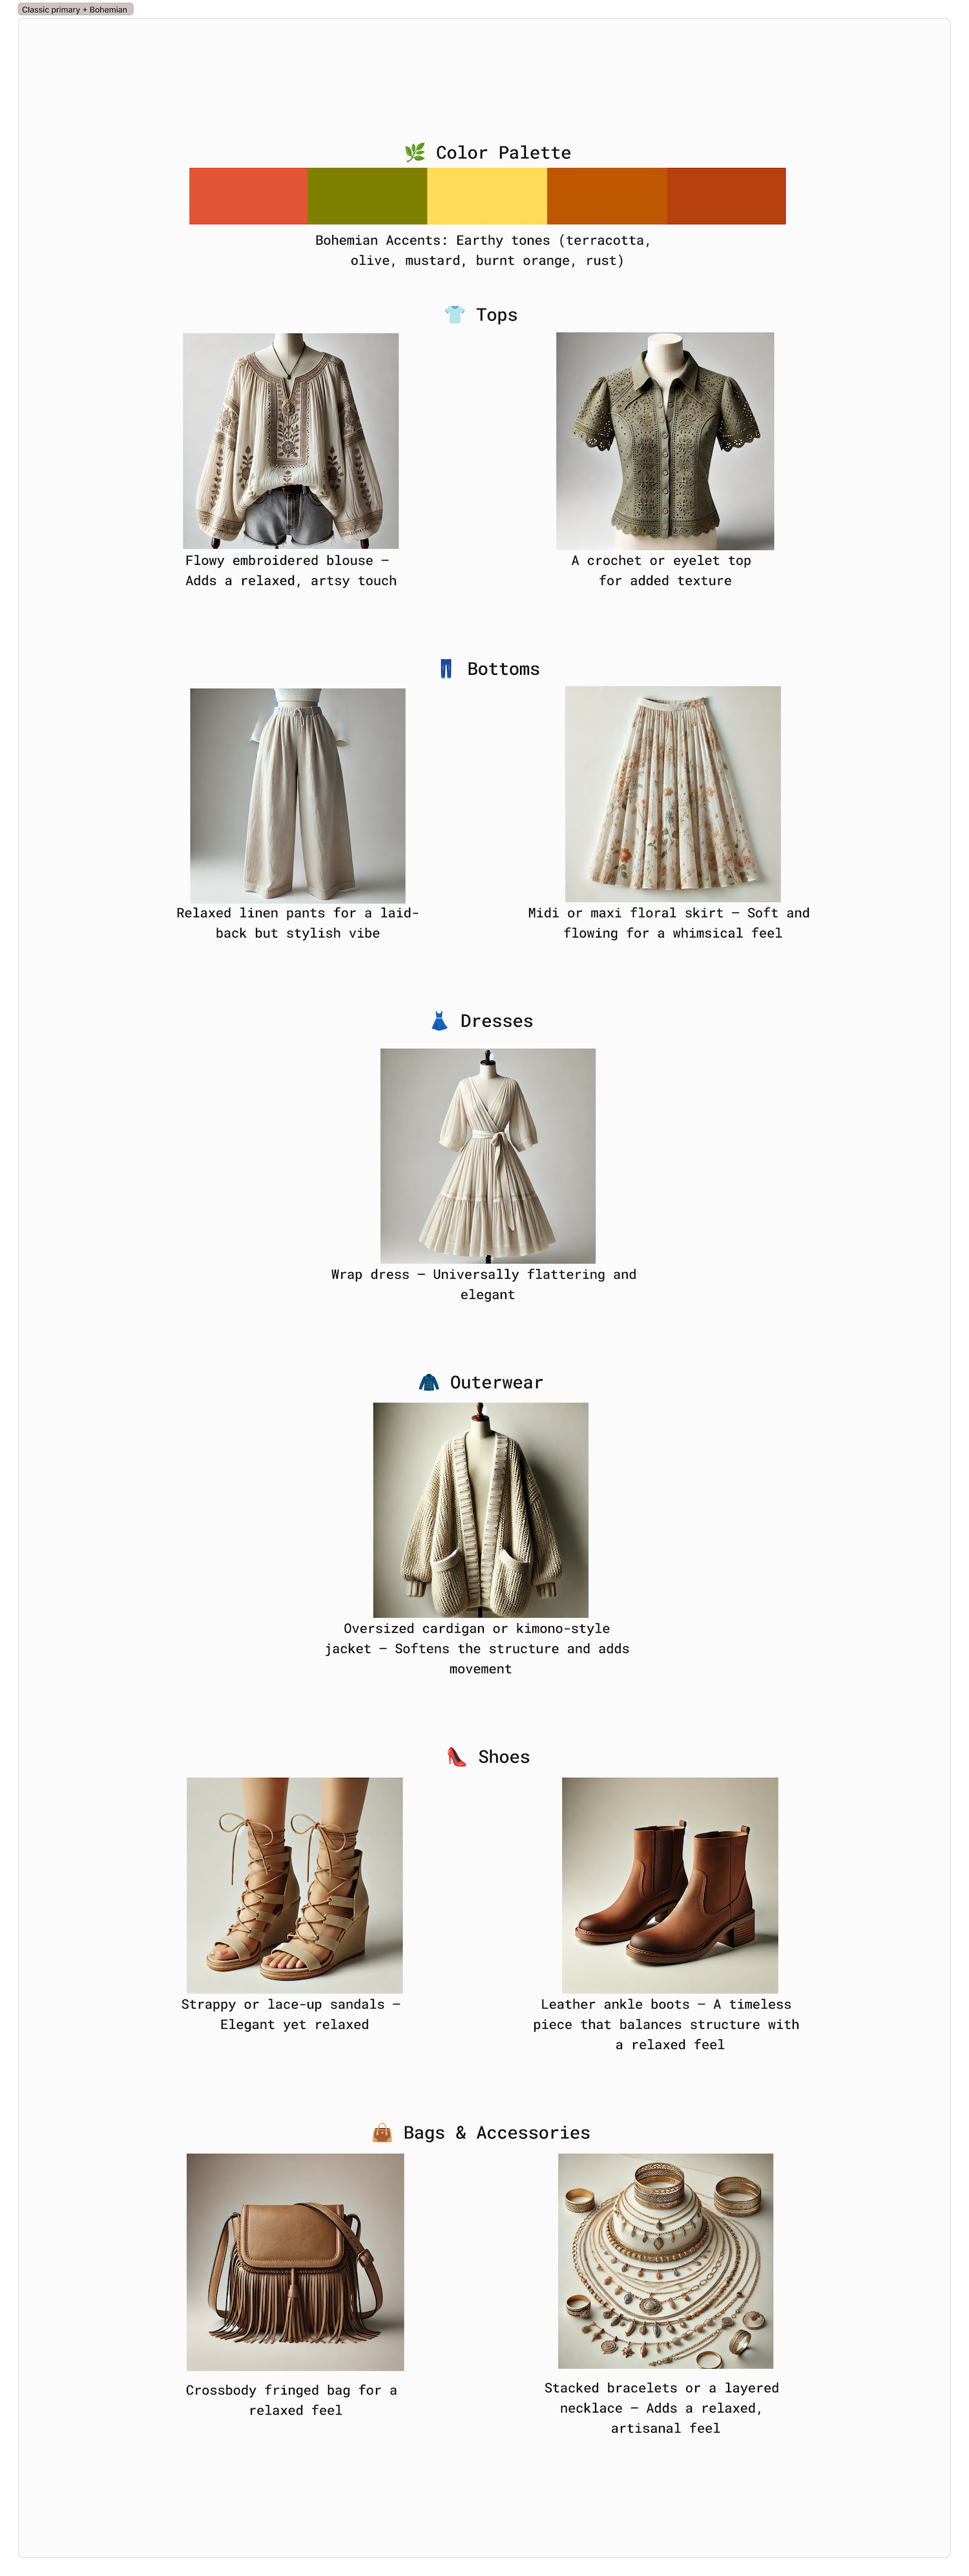 Classic primary + Bohemian
🌿 Color Palette
Bohemian Accents: Earthy tones (terracotta,
olive, mustard, burnt orange, rust)
👕 Tops
Flowy embroidered blouse –
Adds a relaxed, artsy touch
A crochet or eyelet top
for added texture
👖 Bottoms
Relaxed linen pants for a laid-
back but stylish vibe
Midi or maxi floral skirt – Soft and
flowing for a whimsical feel
👗 Dresses
Wrap dress – Universally flattering and
elegant
🧥 Outerwear
Oversized cardigan or kimono-style
jacket – Softens the structure and adds
movement
👠 Shoes
Strappy or lace-up sandals –
Elegant yet relaxed
Leather ankle boots – A timeless
piece that balances structure with
a relaxed feel
👜 Bags & Accessories
Crossbody fringed bag for a
relaxed feel
Stacked bracelets or a layered
necklace – Adds a relaxed,
artisanal feel